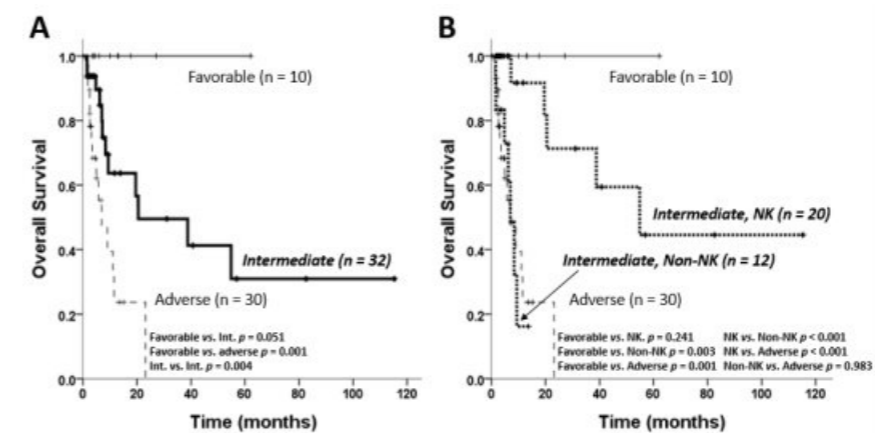 A
1.0
0.8
0.6
0.4
0.2
0.0
Overall Survival
Favorable (n = 10)
Intermediate (n = 32)
Adverse (n = 30)
Favorable vs. Int. p = 0.051
Favorable vs. adverse p = 0.001
Int. vs. Int. p = 0.004
0 20 40 60 80 100 120
Time (months)
B
1.0
0.8
0.6
0.4
0.2
0.0
Overall Survival
Favorable (n = 10)
Intermediate, NK (n = 20)
Intermediate, Non-NK (n = 12)
Adverse (n = 30)
Favorable vs. NK. p = 0.241 NK vs. Non-NK p < 0.001
Favorable vs. Non-NK p = 0.003 NK vs. Adverse p < 0.001
Favorable vs. Adverse p = 0.001 Non-NK vs. Adverse p = 0.983
0 20 40 60 80 100 120
Time (months)